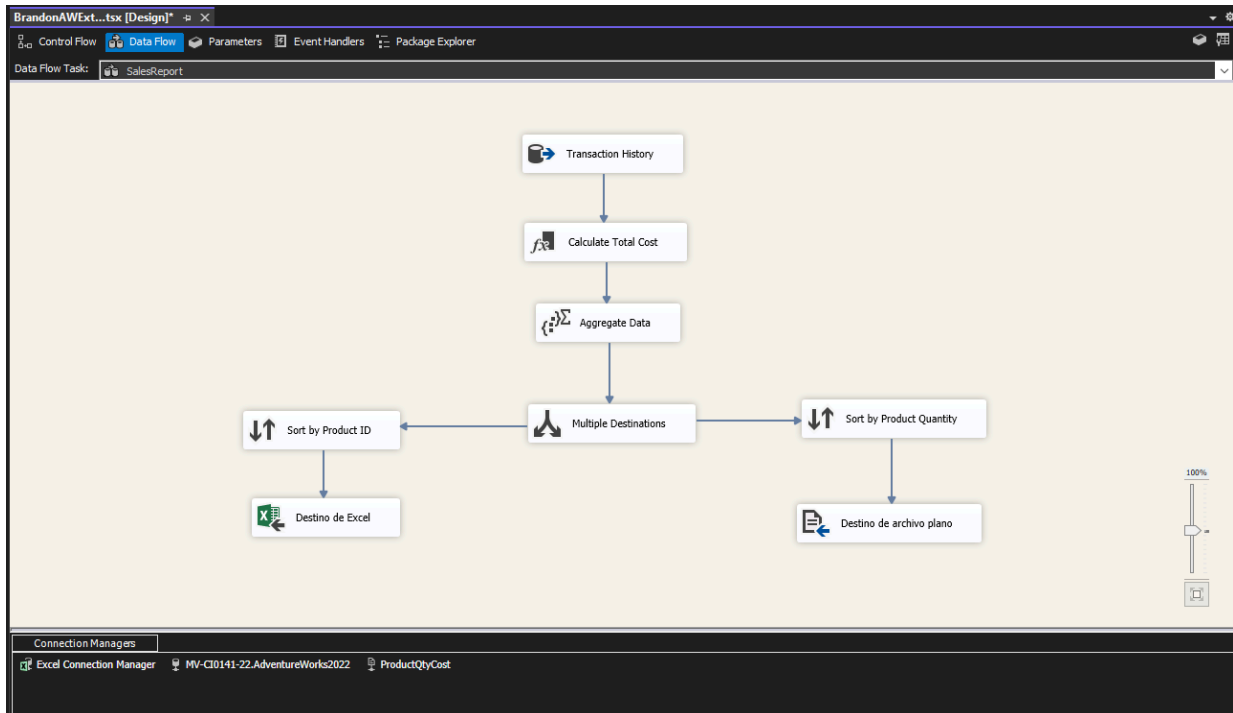 BrandonAWExt...tsx [Design]*
Control Flow Data Flow Parameters Event Handlers Package Explorer
Data Flow Task: SalesReport
Transaction History
Calculate Total Cost
Aggregate Data
Multiple Destinations
Sort by Product ID
Sort by Product Quantity
Destino de Excel
Destino de archivo plano
100%
Connection Managers
Excel Connection Manager MV-CI0141-22.AdventureWorks2022 ProductQtyCost